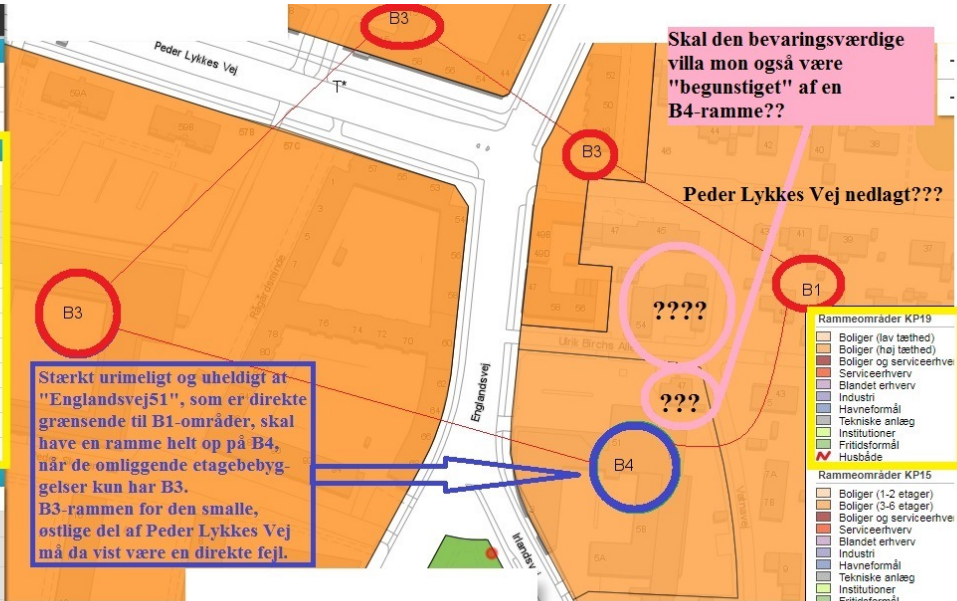 B3
Peder Lykkes Vej
T*
Skal den bevaringsværdige
villa mon også være
"begunstiget" af en
B4-ramme??
B3
Peder Lykkes Vej nedlagt???
B1
B3
????
Ulrik Birchs Allé
???
B4
Englandsvej
Irlandsv
Stærkt urimeligt og uheldigt at
"Englandsvej51", som er direkte
grænsende til B1-områder, skal
have en ramme helt op på B4,
når de omliggende etagebebyg-
gelser kun har B3.
B3-rammen for den smalle,
østlige del af Peder Lykkes Vej
må da vist være en direkte fejl.
Rammeområder KP19
Boliger (lav tæthed)
Boliger (høj tæthed)
Boliger og serviceerhve
Serviceerhverv
Blandet erhverv
Industri
Havneformål
Tekniske anlæg
Institutioner
Fritidsformål
Husbåde
Rammeområder KP15
Boliger (1-2 etager)
Boliger (3-6 etager)
Boliger og serviceerhve
Serviceerhverv
Blandet erhverv
Industri
Havneformål
Tekniske anlæg
Institutioner
Fritidsformål